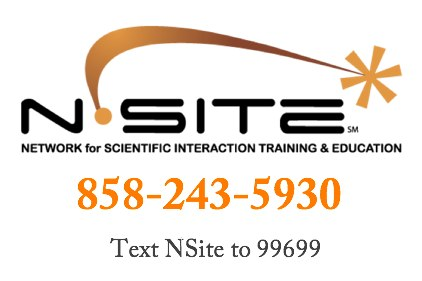 N•SITE℠
NETWORK for SCIENTIFIC INTERACTION TRAINING & EDUCATION
858-243-5930
Text NSite to 99699